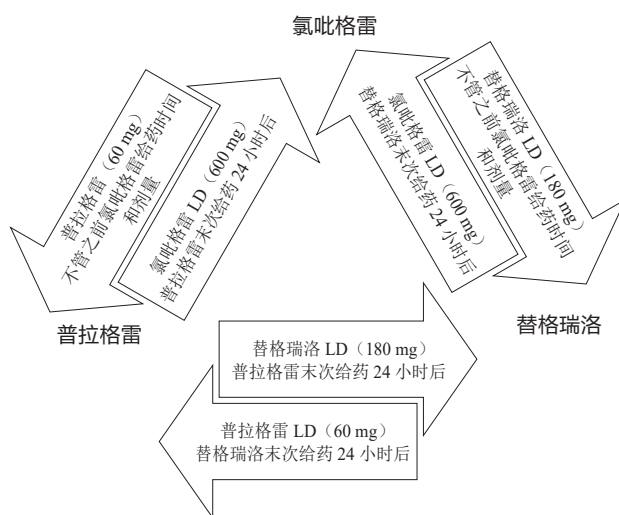 氯吡格雷
普拉格雷（60 mg）
不管之前氯吡格雷给药时间
和剂量
氯吡格雷 LD（600 mg）
普拉格雷末次给药 24 小时后
氯吡格雷 LD（600 mg）
替格瑞洛末次给药 24 小时后
替格瑞洛 LD（180 mg）
不管之前氯吡格雷给药时间
和剂量
普拉格雷
替格瑞洛
替格瑞洛 LD（180 mg）
普拉格雷末次给药 24 小时后
普拉格雷 LD（60 mg）
替格瑞洛末次给药 24 小时后